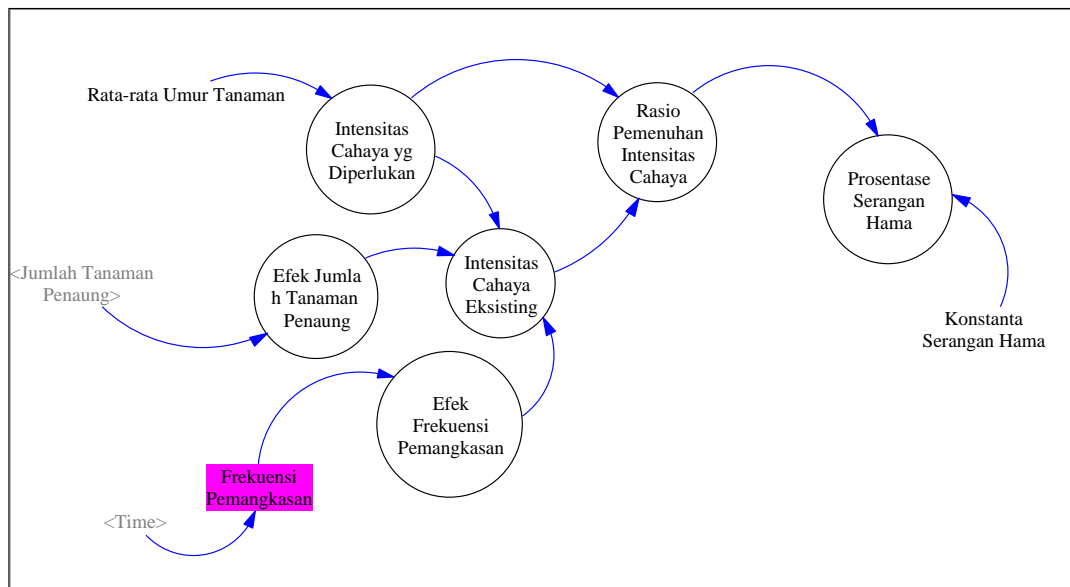 Rata-rata Umur Tanaman
Intensitas
Cahaya yg
Diperlukan
Rasio
Pemenuhan
Intensitas
Cahaya
Prosentase
Serangan
Hama
<Jumlah Tanaman
Penaung>
Efek Jumla
h Tanaman
Penaung
Intensitas
Cahaya
Eksisting
Konstanta
Serangan Hama
Efek
Frekuensi
Pemangkasan
Frekuensi
Pemangkasan
<Time>